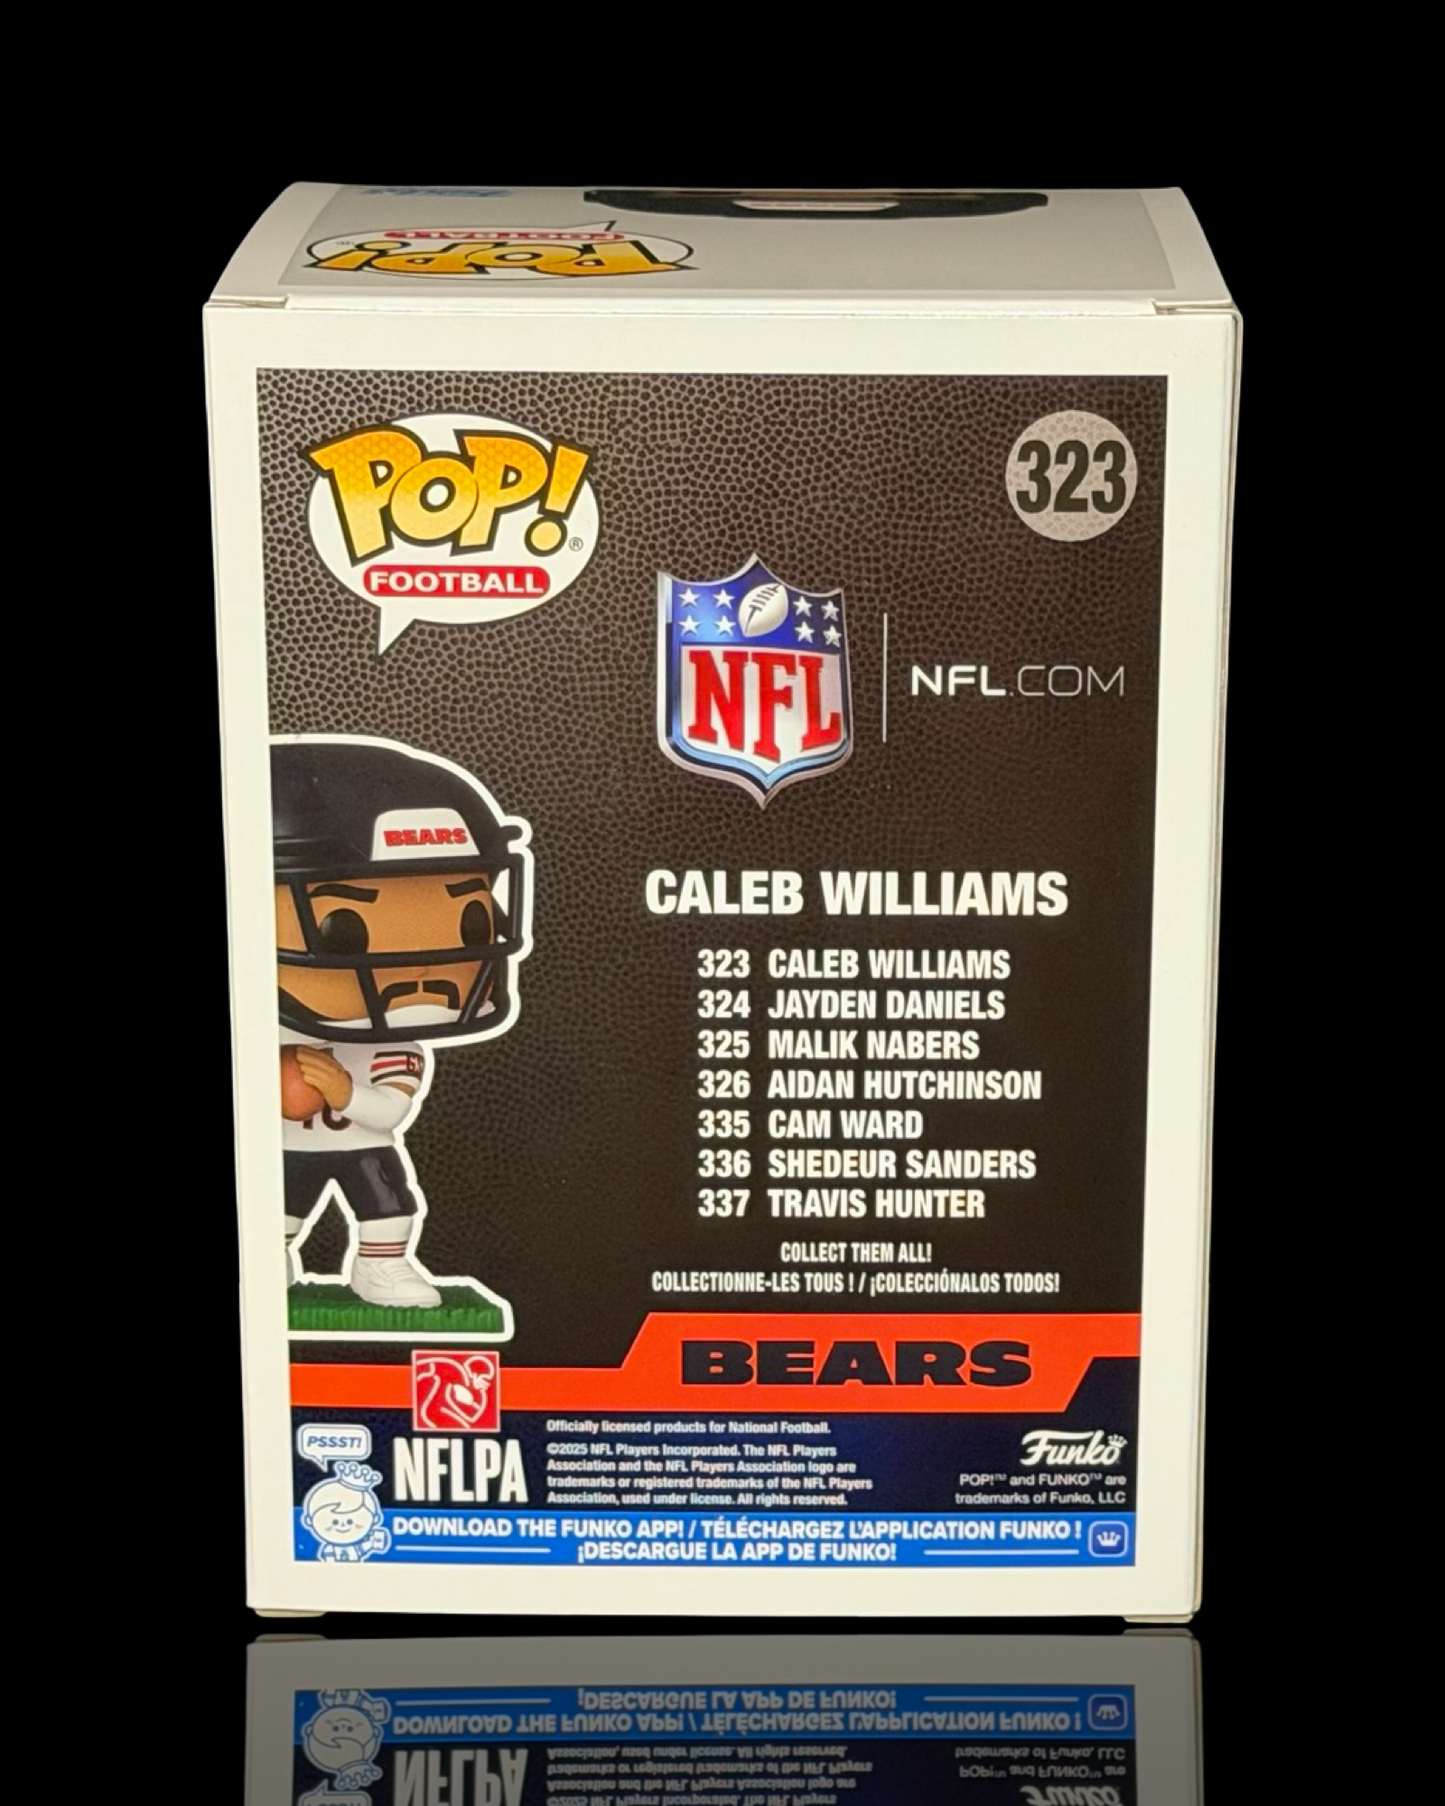 POP!
FOOTBALL
POP!®
FOOTBALL
323
NFL
NFL.COM
BEARS
CALEB WILLIAMS
323 CALEB WILLIAMS
324 JAYDEN DANIELS
325 MALIK NABERS
326 AIDAN HUTCHINSON
335 CAM WARD
336 SHEDEUR SANDERS
337 TRAVIS HUNTER
COLLECT THEM ALL!
COLLECTIONNE-LES TOUS ! / ¡COLECCIÓNALOS TODOS!
BEARS
PSSST!
NFLPA
Officially licensed products for National Football.
©2025 NFL Players Incorporated. The NFL Players
Association and the NFL Players Association logo are
trademarks or registered trademarks of the NFL Players
Association, used under license. All rights reserved.
Funko
POP!™ and FUNKO™ are
trademarks of Funko, LLC
DOWNLOAD THE FUNKO APP! / TÉLÉCHARGEZ L'APPLICATION FUNKO !
¡DESCARGUE LA APP DE FUNKO!